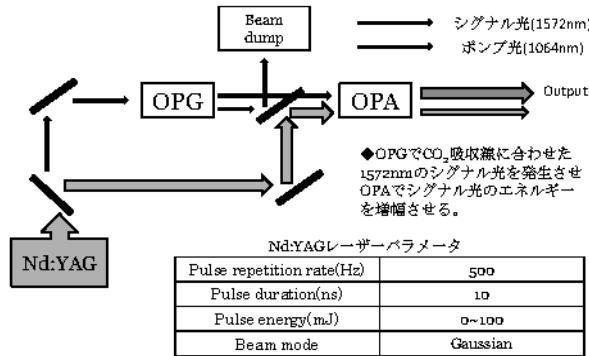 Beam
dump
シグナル光(1572nm)
ポンプ光(1064nm)
OPG
OPA
Output
◆OPGでCO₂吸収線に合わせた
1572nmのシグナル光を発生させ
OPAでシグナル光のエネルギー
を増幅させる。
Nd:YAG
Nd:YAGレーザーパラメータ
Pulse repetition rate(Hz) 500
Pulse duration(ns) 10
Pulse energy(mJ) 0~100
Beam mode Gaussian